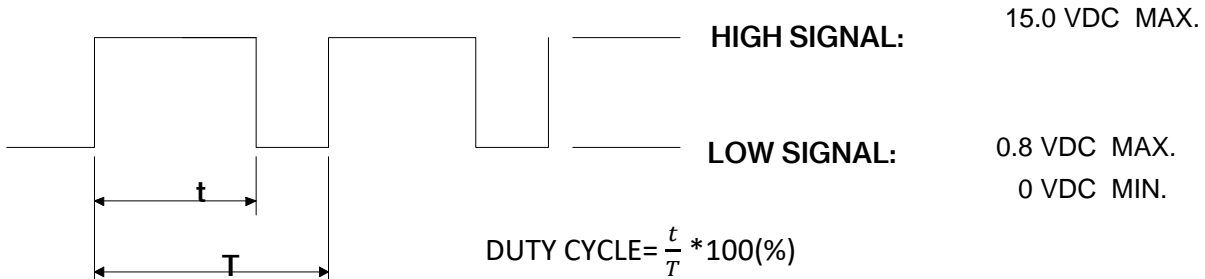 15.0 VDC MAX.
HIGH SIGNAL:
LOW SIGNAL:
0.8 VDC MAX.
0 VDC MIN.
t
DUTY CYCLE= t/T *100(%)
T